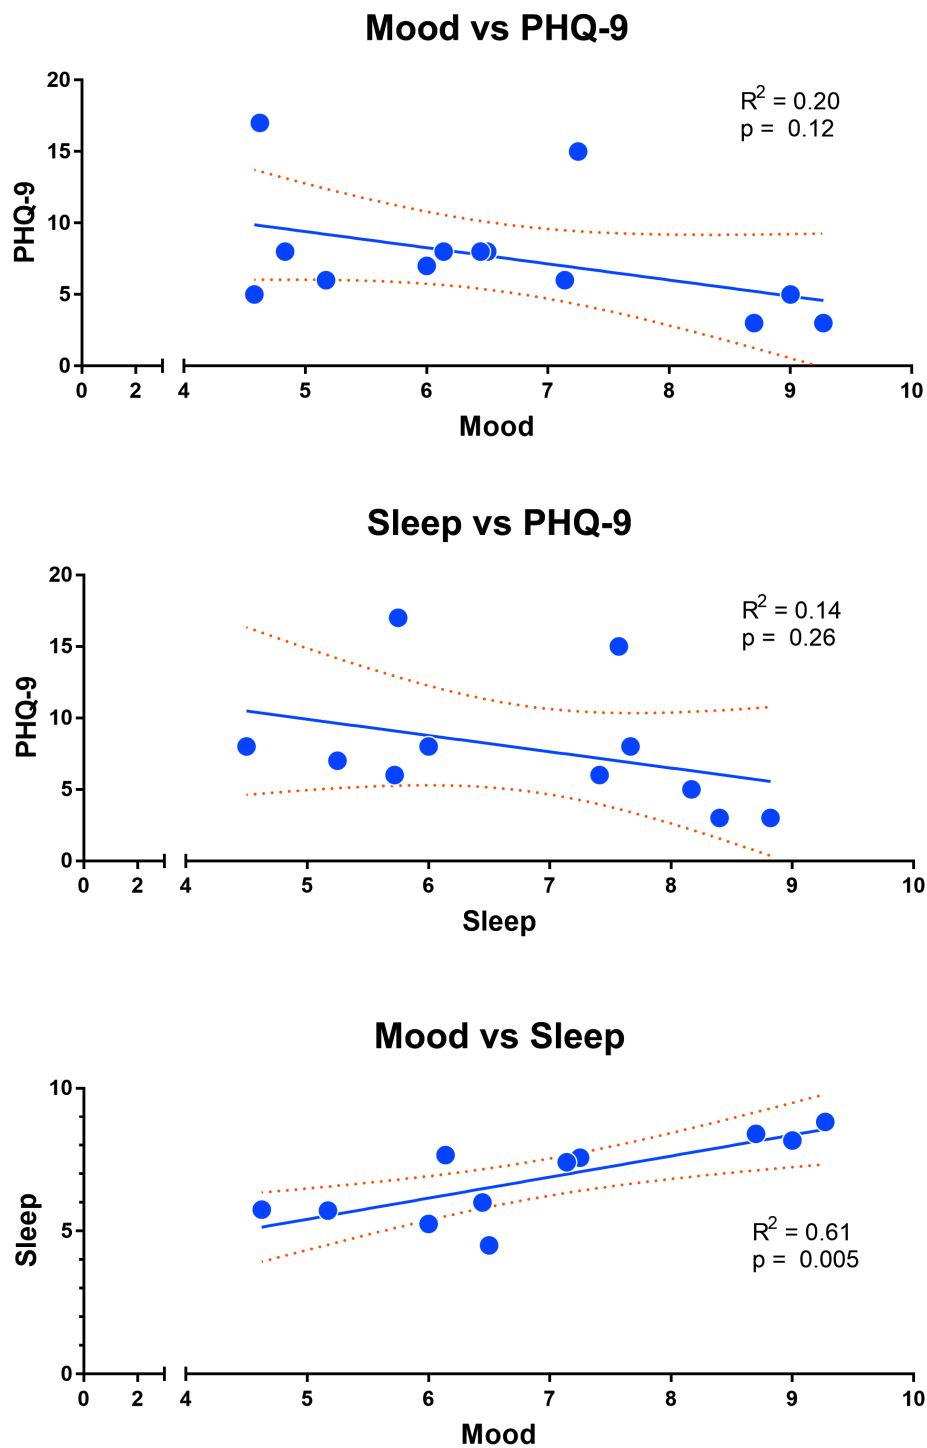 Mood vs PHQ-9
R2 = 0.20
p = 0.12
PHQ-9
20
15
10
5
0
0 2 4 5 6 7 8 9 10
Mood
Sleep vs PHQ-9
R2 = 0.14
p = 0.26
PHQ-9
20
15
10
5
0
0 2 4 5 6 7 8 9 10
Sleep
Mood vs Sleep
Sleep
10
5
0
R2 = 0.61
p = 0.005
0 2 4 5 6 7 8 9 10
Mood